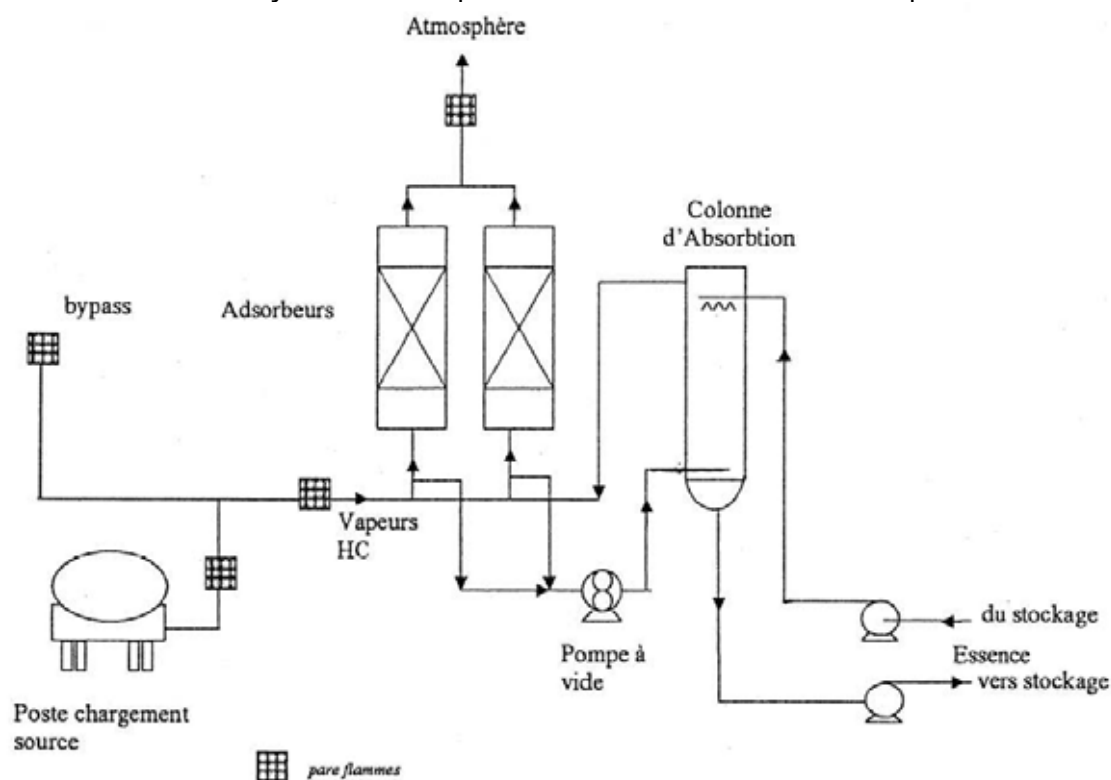 Atmosphère
Colonne
d'Absorbtion
bypass
Adsorbeurs
Vapeurs
HC
Pompe à
vide
du stockage
Essence
vers stockage
Poste chargement
source
pare flammes